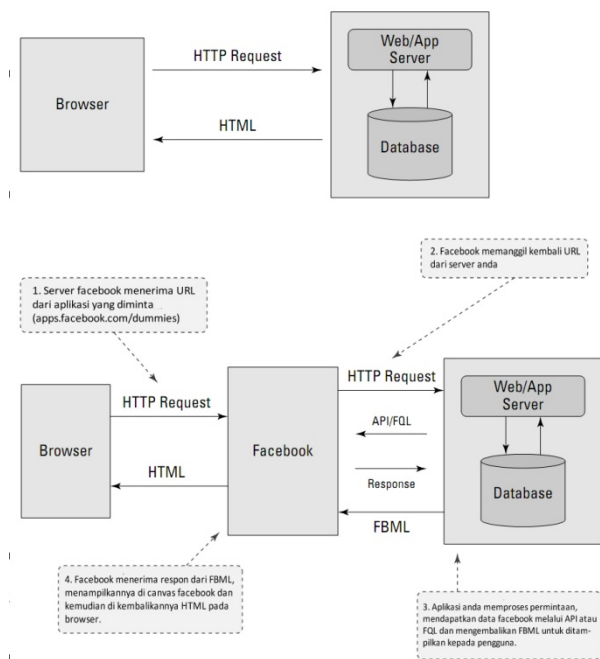 Web/App
Server
HTTP Request
Browser
HTML
Database
2. Facebook memanggil kembali URL
dari server anda
1. Server facebook menerima URL
dari aplikasi yang diminta
(apps.facebook.com/dummies)
HTTP Request
HTTP Request
Web/App
Server
API/FQL
Browser
Facebook
HTML
Response
Database
FBML
4. Facebook menerima respon dari FBML,
menampilkannya di canvas facebook dan
kemudian di kembalikannya HTML pada
browser.
3. Aplikasi anda memproses permintaan,
mendapatkan data facebook melalui API atau
FQL dan mengembalikan FBML untuk ditam-
pilkan kepada pengguna.